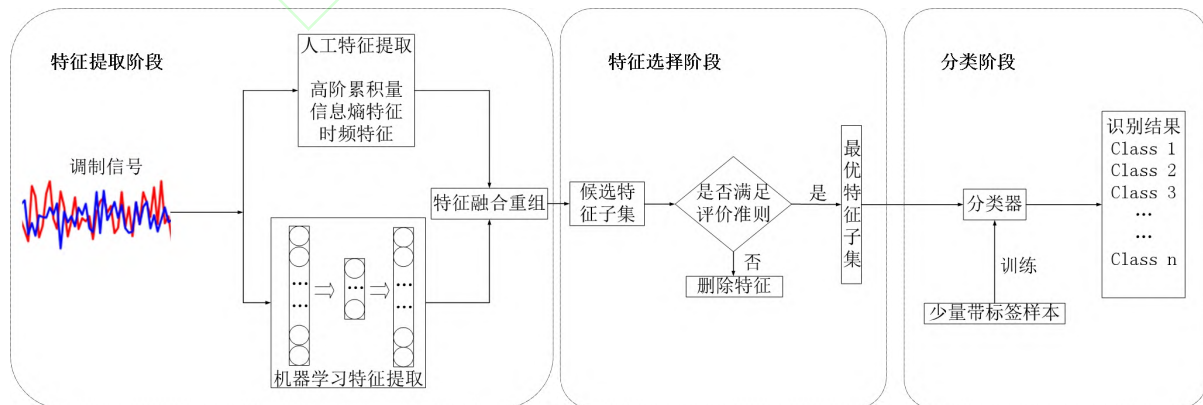 特征提取阶段
调制信号
人工特征提取
高阶累积量
信息熵特征
时频特征
...
...
...
...
...
机器学习特征提取
特征融合重组
特征选择阶段
候选特
征子集
是否满足
评价准则
是
否
删除特征
最优特征子集
分类阶段
分类器
训练
少量带标签样本
识别结果
Class 1
Class 2
Class 3
...
...
Class n